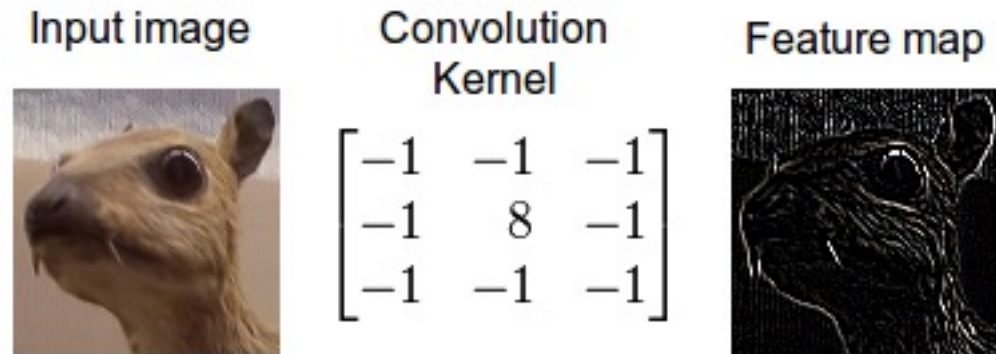 Input image
Convolution
Kernel
Feature map
−1 −1 −1
−1 8 −1
−1 −1 −1